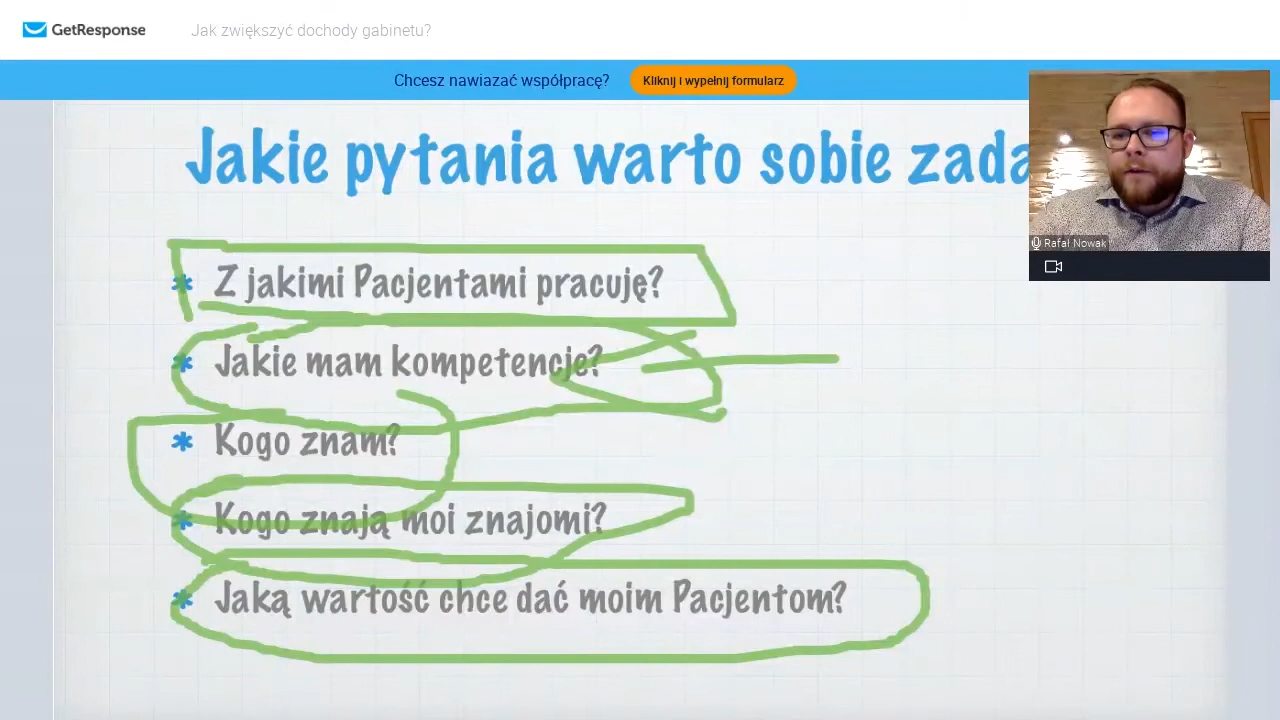 GetResponse
Jak zwiększyć dochody gabinetu?
Chcesz nawiazać współpracę?
Kliknij i wypełnij formularz
Jakie pytania warto sobie zada
Rafał Nowak
* Z jakimi Pacjentami pracuję?
* Jakie mam kompetencje?
* Kogo znam?
* Kogo znają moi znajomi?
* Jaką wartość chce dać moim Pacjentom?